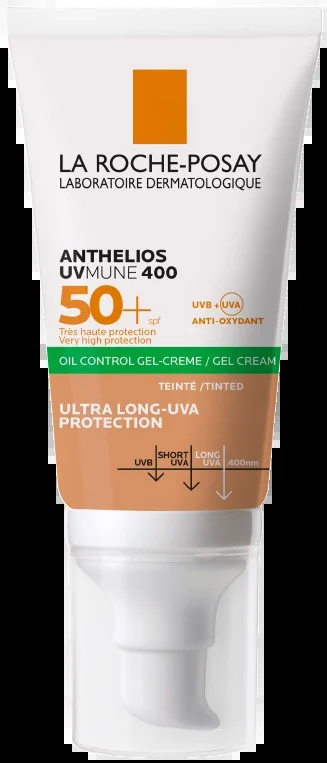 LA ROCHE-POSAY
LABORATOIRE DERMATOLOGIQUE
ANTHELIOS
UVMUNE 400
50+ spf
UVB + UVA
ANTI-OXYDANT
Très haute protection
Very high protection
OIL CONTROL GEL-CREME / GEL CREAM
TEINTÉ /TINTED
ULTRA LONG-UVA
PROTECTION
UVB
SHORT
UVA
LONG
UVA
400nm